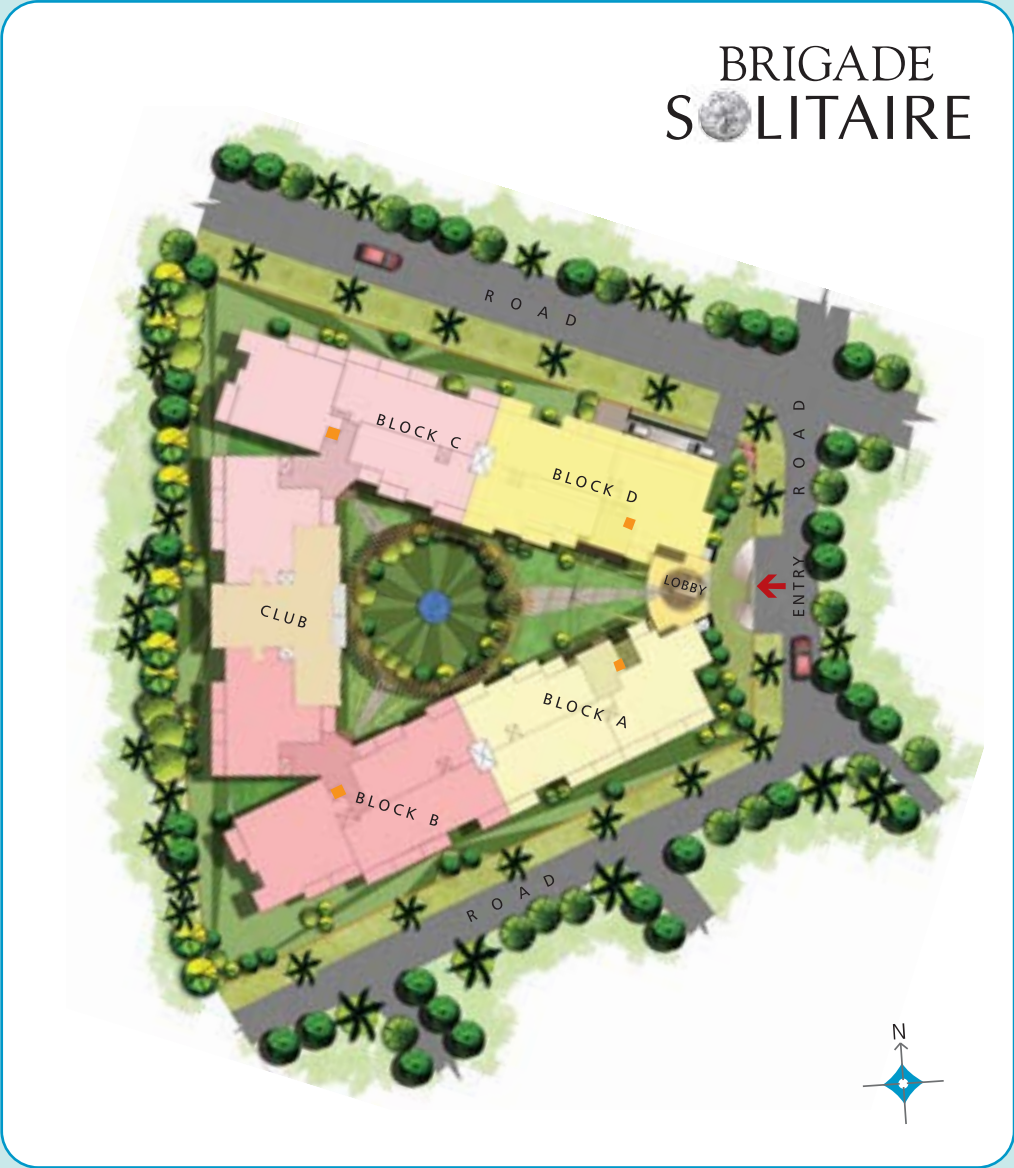 BRIGADE
SOLITAIRE
ROAD
ROAD
BLOCK C
BLOCK D
LOBBY
ENTRY
CLUB
BLOCK A
BLOCK B
ROAD
N